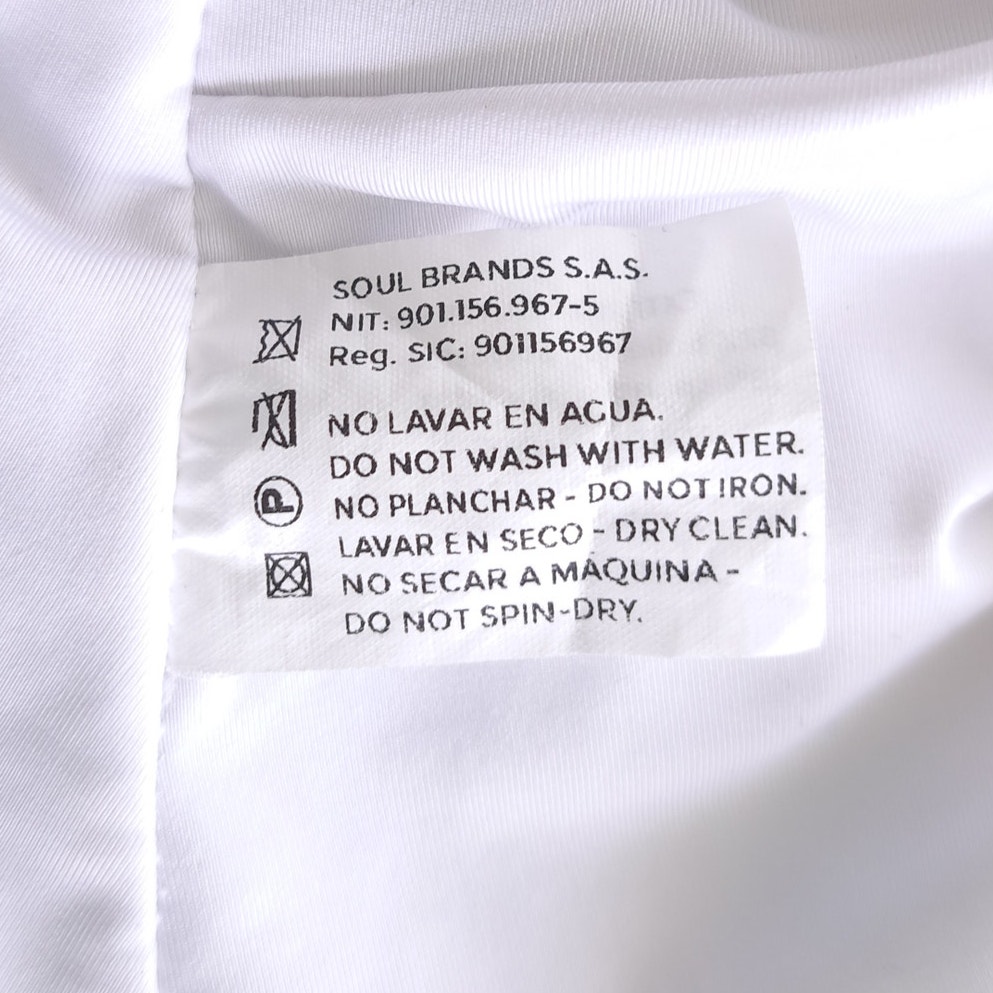 SOUL BRANDS S.A.S.
NIT: 901.156.967-5
Reg. SIC: 901156967
NO LAVAR EN AGUA.
DO NOT WASH WITH WATER.
NO PLANCHAR - DO NOT IRON.
LAVAR EN SECO - DRY CLEAN.
NO SECAR A MÁQUINA -
DO NOT SPIN-DRY.
P